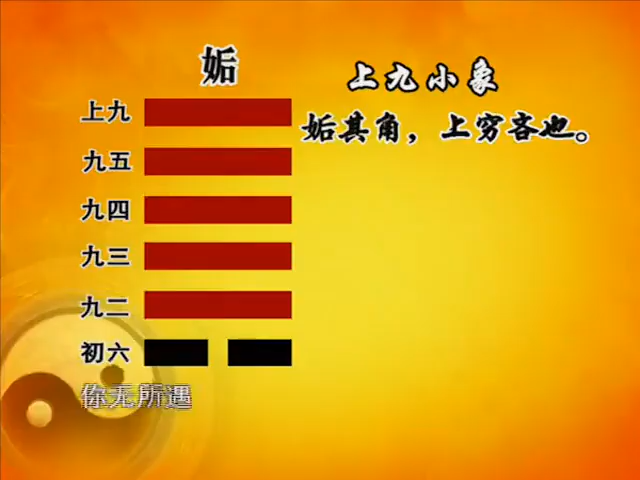 姤
上九小象
上九
姤其角，上穷吝也。
九五
九四
九三
九二
初六
你无所遇